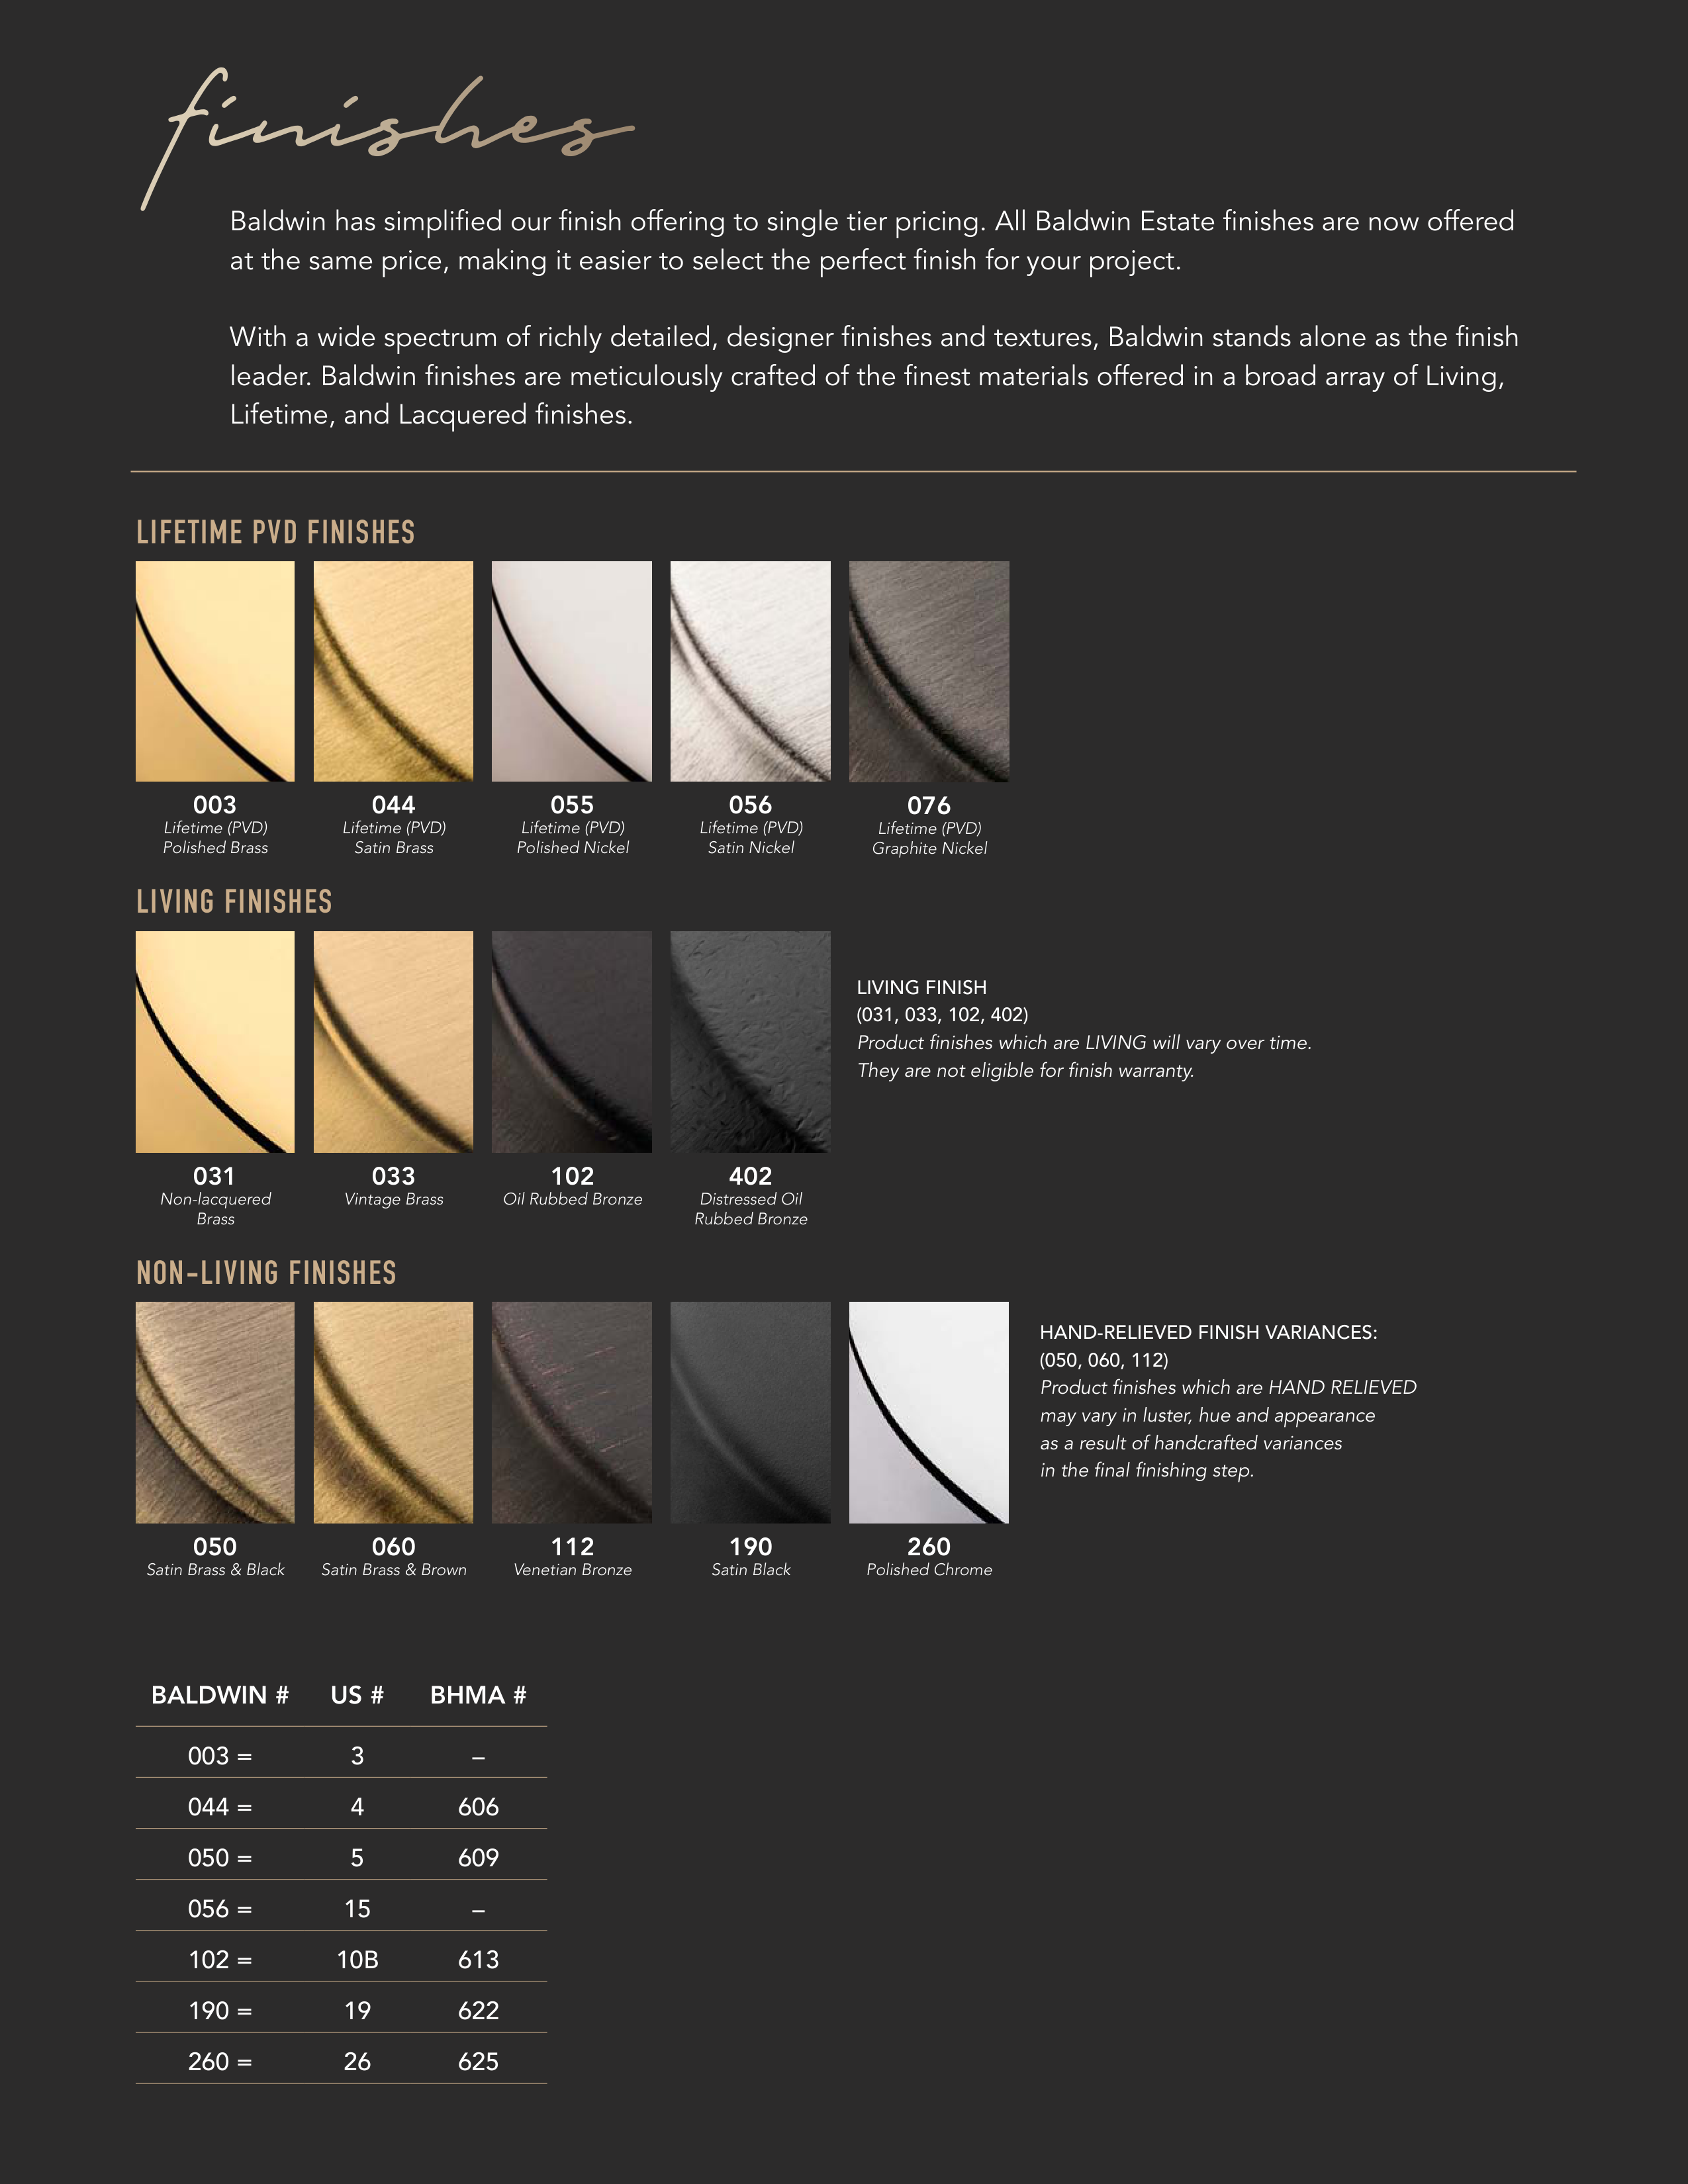 finishes
Baldwin has simplified our finish offering to single tier pricing. All Baldwin Estate finishes are now offered
at the same price, making it easier to select the perfect finish for your project.
With a wide spectrum of richly detailed, designer finishes and textures, Baldwin stands alone as the finish
leader. Baldwin finishes are meticulously crafted of the finest materials offered in a broad array of Living,
Lifetime, and Lacquered finishes.
LIFETIME PVD FINISHES
003
Lifetime (PVD)
Polished Brass
044
Lifetime (PVD)
Satin Brass
055
Lifetime (PVD)
Polished Nickel
056
Lifetime (PVD)
Satin Nickel
076
Lifetime (PVD)
Graphite Nickel
LIVING FINISHES
031
Non-lacquered
Brass
033
Vintage Brass
102
Oil Rubbed Bronze
402
Distressed Oil
Rubbed Bronze
LIVING FINISH
(031, 033, 102, 402)
Product finishes which are LIVING will vary over time.
They are not eligible for finish warranty.
NON-LIVING FINISHES
050
Satin Brass & Black
060
Satin Brass & Brown
112
Venetian Bronze
190
Satin Black
260
Polished Chrome
HAND-RELIEVED FINISH VARIANCES:
(050, 060, 112)
Product finishes which are HAND RELIEVED
may vary in luster, hue and appearance
as a result of handcrafted variances
in the final finishing step.
BALDWIN # US # BHMA #
003 = 3 –
044 = 4 606
050 = 5 609
056 = 15 –
102 = 10B 613
190 = 19 622
260 = 26 625